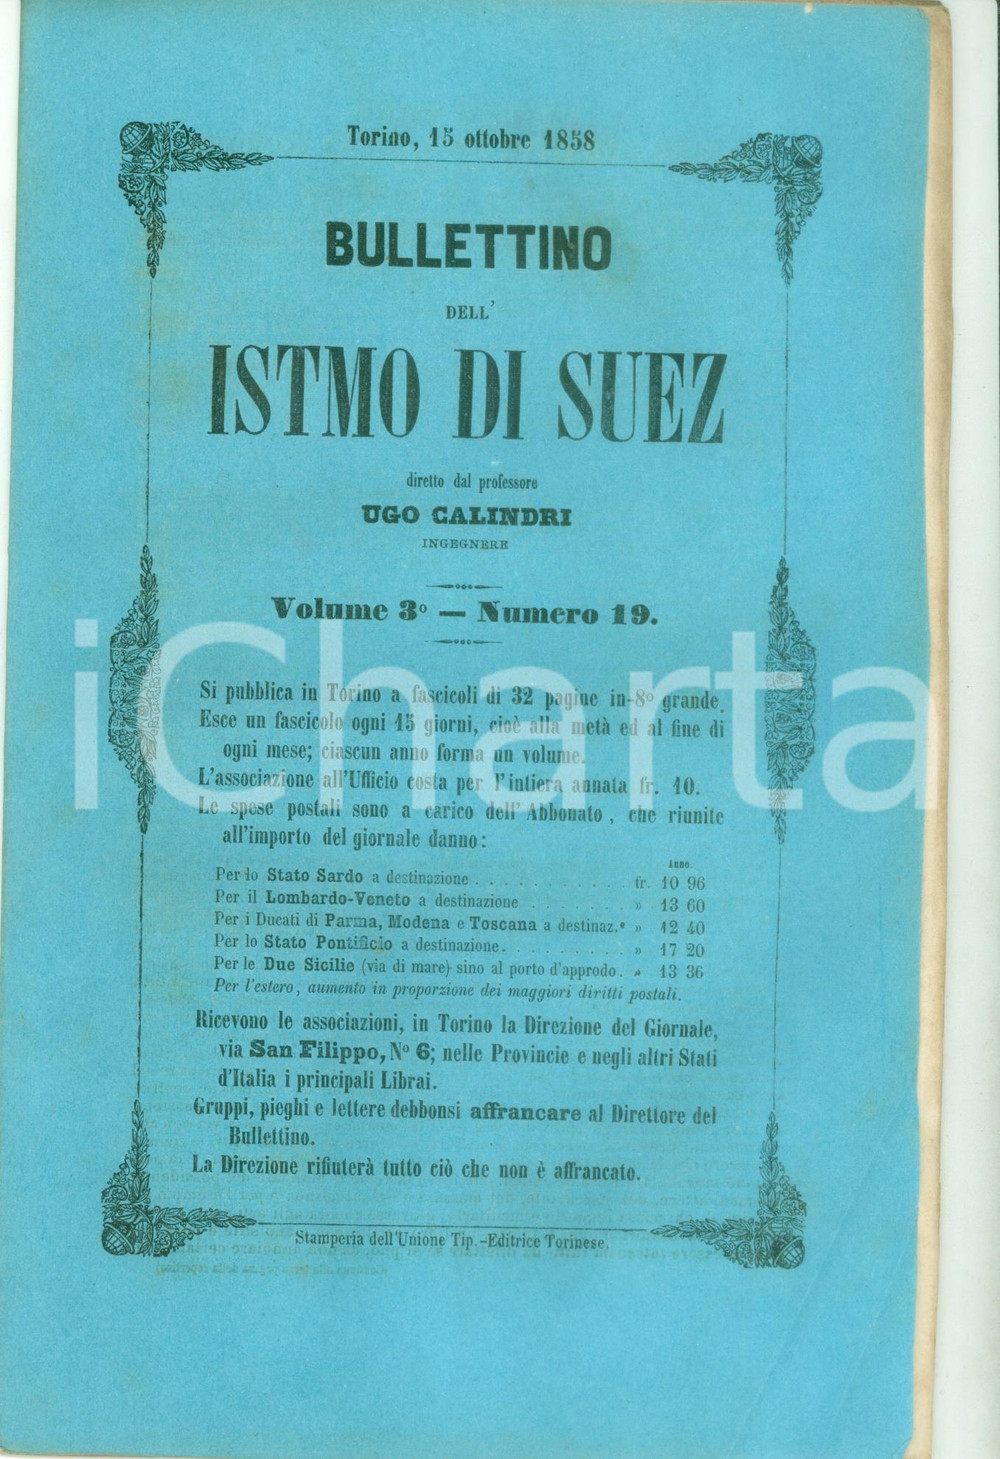 Torino, 15 ottobre 1858
BULLETTINO
DELL'
ISTMO DI SUEZ
diretto dal professore
UGO CALINDRI
INGEGNERE
Volume 3º — Numero 19.
Si pubblica in Torino a fascicoli di 32 pagine in-8º grande.
Esce un fascicolo ogni 15 giorni, cioè alla metà ed al fine di
ogni mese; ciascun anno forma un volume.
L'associazione all'Ufficio costa per l'intiera annata fr. 10.
Le spese postali sono a carico dell'Abbonato, che riunite
all'importo del giornale danno:
Anno.
Per lo Stato Sardo a destinazione . . . . . . . . . . . . fr. 10 96
Per il Lombardo-Veneto a destinazione . . . . . . . » 13 60
Per i Ducati di Parma, Modena e Toscana a destinaz.e » 12 40
Per lo Stato Pontificio a destinazione. . . . . . . . . » 17 20
Per le Due Sicilie (via di mare) sino al porto d'approdo . » 13 36
Per l'estero, aumento in proporzione dei maggiori diritti postali.
Ricevono le associazioni, in Torino la Direzione del Giornale,
via San Filippo, Nº 6; nelle Provincie e negli altri Stati
d'Italia i principali Librai.
Gruppi, pieghi e lettere debbonsi affrancare al Direttore del
Bullettino.
La Direzione rifiuterà tutto ciò che non è affrancato.
Stamperia dell'Unione Tip.-Editrice Torinese.
iCharta